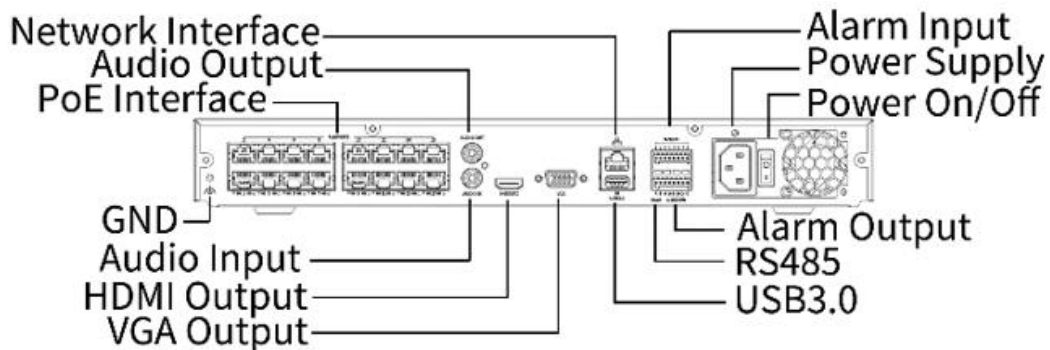 Network Interface
Audio Output
PoE Interface
Alarm Input
Power Supply
Power On/Off
GND
Audio Input
HDMI Output
VGA Output
Alarm Output
RS485
USB3.0